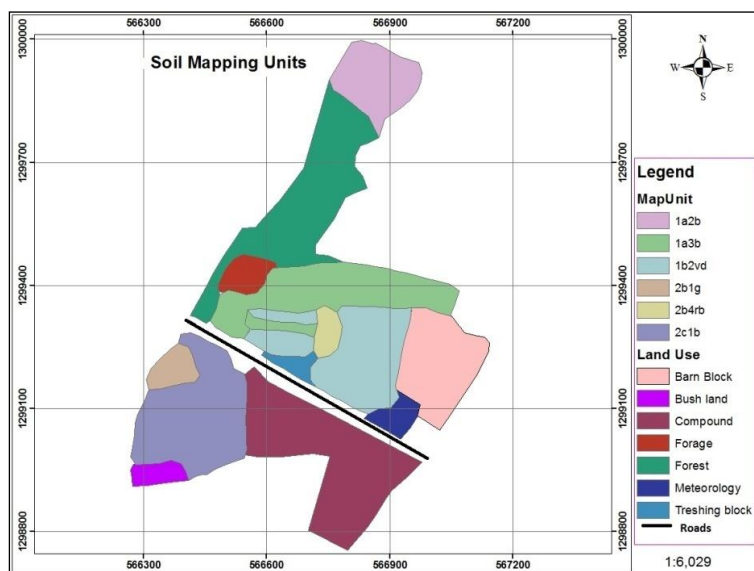 566300 566600 566900 567200
1300000 1300000
Soil Mapping Units
N
W E
S
1299700 1299700
Legend
MapUnit
1a2b
1a3b
1b2vd
2b1g
2b4rb
2c1b
1299400 1299400
Land Use
Barn Block
Bush land
Compound
Forage
Forest
Meteorology
Treshing block
Roads
1299100 1299100
1298800 1298800
566300 566600 566900 567200
1:6,029